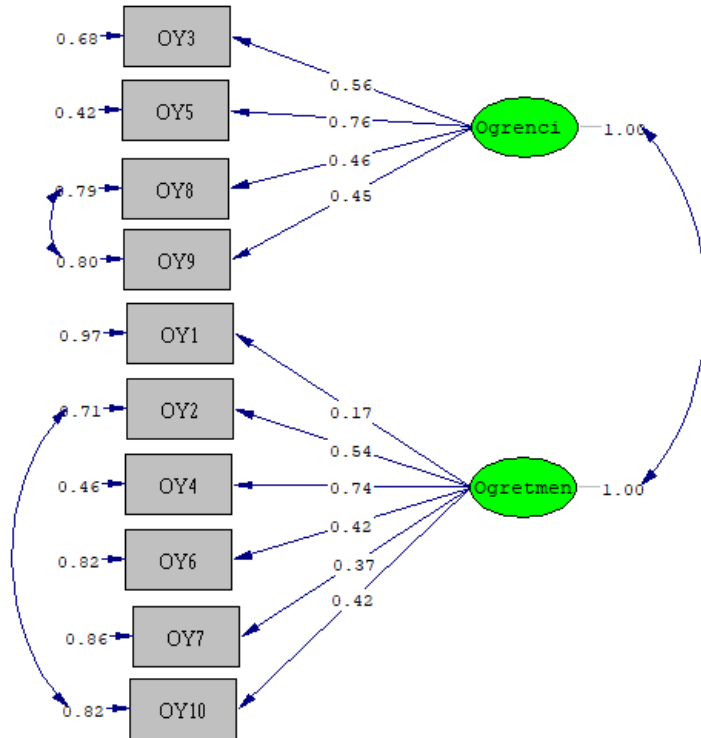 0.68 OY3
0.56
0.42 OY5
0.76
Ogrenci 1.00
0.46
0.79 OY8
0.45
0.80 OY9
0.97 OY1
0.17
0.71 OY2
0.54
0.46 OY4
0.74
Ogretmen 1.00
0.42
0.82 OY6
0.37
0.42
0.86 OY7
0.82 OY10